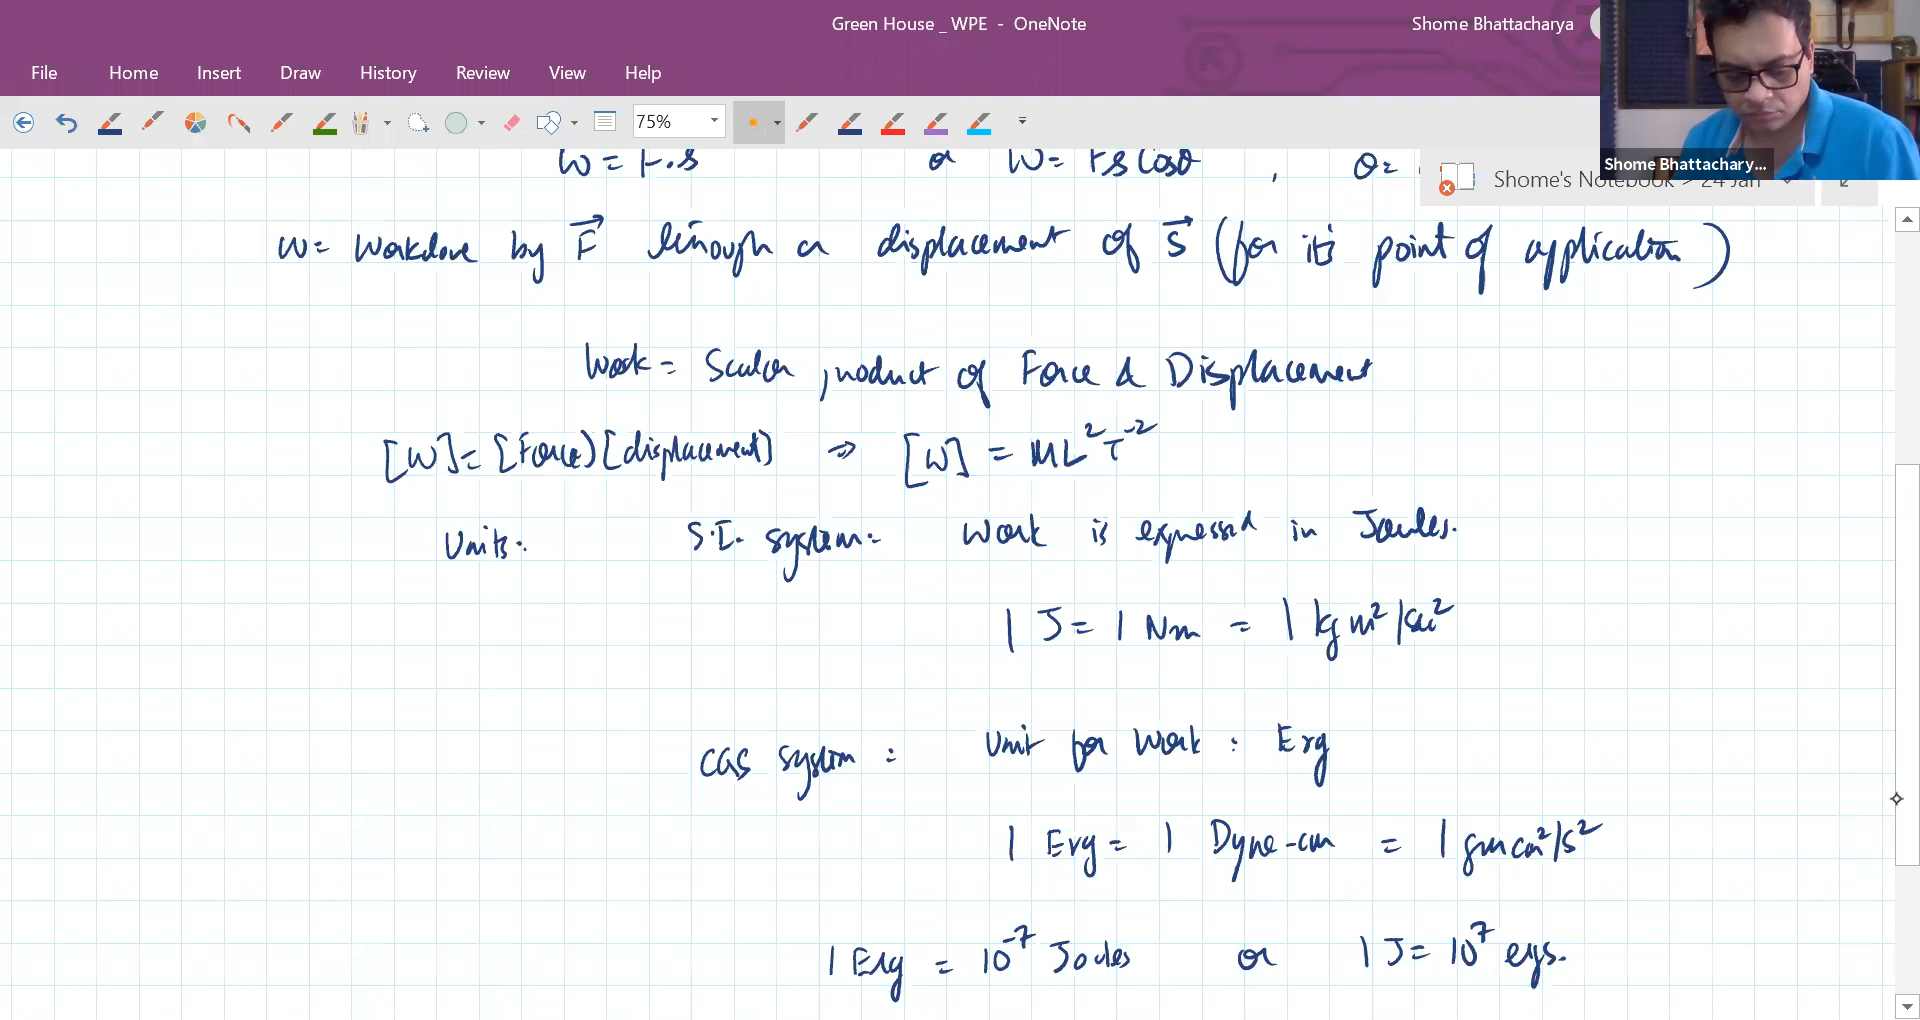 Green House _ WPE - OneNote
Shome Bhattacharya
File Home Insert Draw History Review View Help
75%
Shome Bhattachary...
Shome's Notebook > 24 Jan
W = F.s or W = Fs Cosθ , θ=
W = Workdone by F through a displacement of S (for it's point of application)
Work = Scalar product of Force & Displacement
[W] = [Force][displacement] ⇒ [W] = ML²T⁻²
Units: S.I. system: Work is expressed in Joules.
1 J = 1 Nm = 1 kg m²/sec²
CGS system : Unit for Work : Erg
1 Erg = 1 Dyne-cm = 1 gm cm²/s²
1 Erg = 10⁻⁷ Joules or 1 J = 10⁷ ergs.